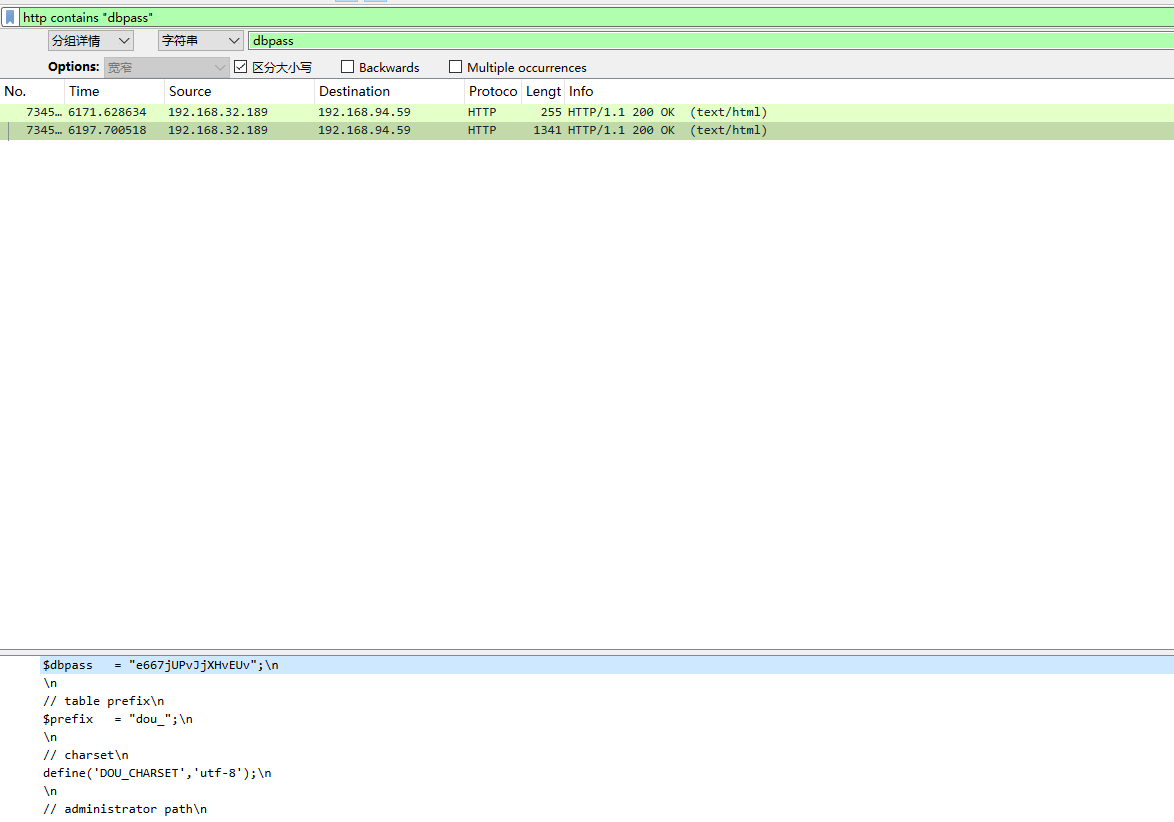 http contains "dbpass"
分组详情 字符串 dbpass
Options: 宽窄 区分大小写 Backwards Multiple occurrences
No. Time Source Destination Protoco Lengt Info
7345… 6171.628634 192.168.32.189 192.168.94.59 HTTP 255 HTTP/1.1 200 OK (text/html)
7345… 6197.700518 192.168.32.189 192.168.94.59 HTTP 1341 HTTP/1.1 200 OK (text/html)
$dbpass = "e667jUPvJjXHvEUv";\n
\n
// table prefix\n
$prefix = "dou_";\n
\n
// charset\n
define('DOU_CHARSET','utf-8');\n
\n
// administrator path\n